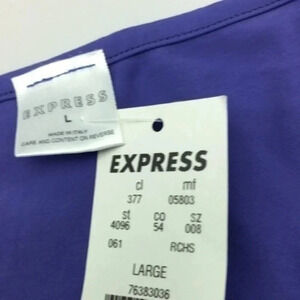 EXPRESS
L
MADE IN ITALY
CARE AND CONTENT ON REVERSE
EXPRESS
cl mf
377 05803
st co sz
4096 54 008
061 RCHS
LARGE
76383036